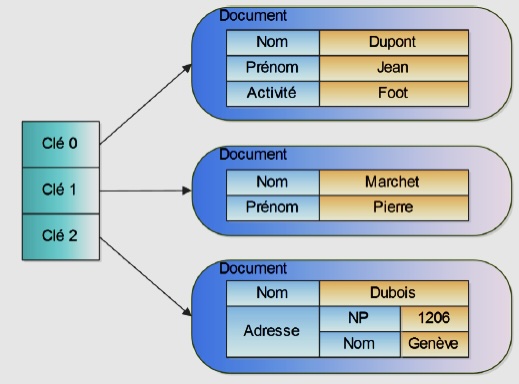 Document
Nom Dupont
Prénom Jean
Activité Foot
Clé 0
Clé 1
Clé 2
Document
Nom Marchet
Prénom Pierre
Document
Nom Dubois
Adresse NP 1206
Nom Genève